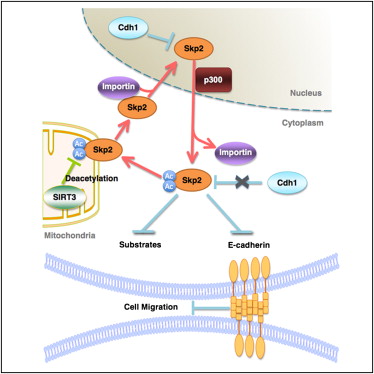 Cdh1
Skp2
p300
Importin
Nucleus
Skp2
Cytoplasm
Ac
Ac
Skp2
Importin
Deacetylation
Ac
Ac
Skp2
Cdh1
SIRT3
Mitochondria
Substrates
E-cadherin
Cell Migration